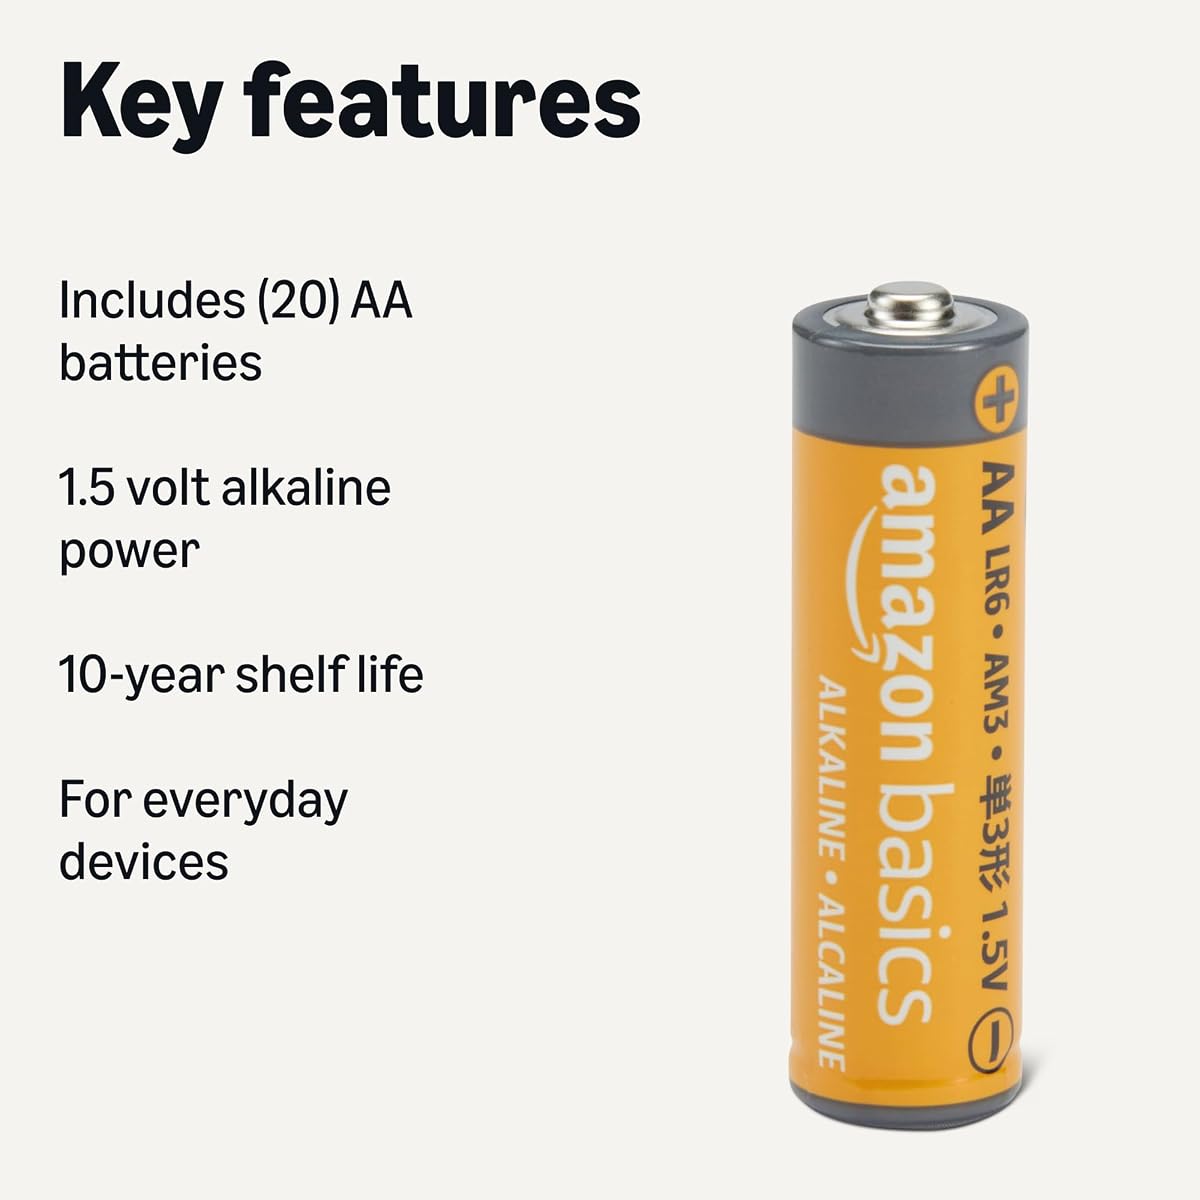 Key features
Includes (20) AA
batteries
1.5 volt alkaline
power
10-year shelf life
For everyday
devices
+
AA LR6 • AM3 • 単3形 1.5V
−
amazon basics
ALKALINE • ALCALINE